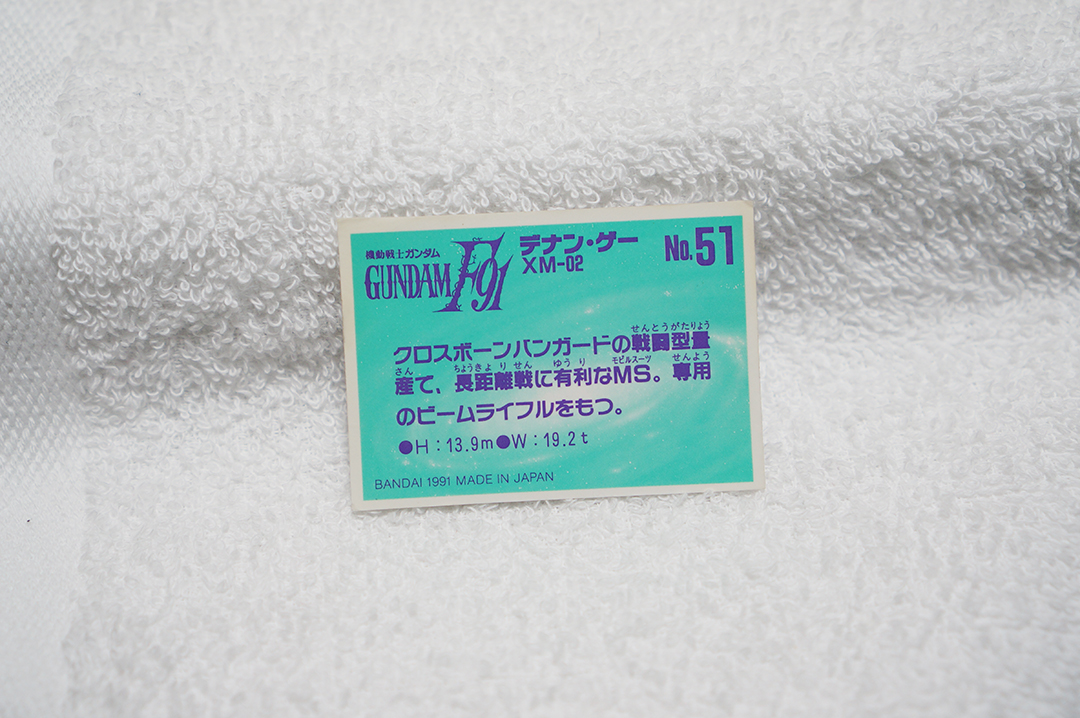 機動戦士ガンダム
GUNDAM F91
デナン・ゲー
XM-02
No.51
せんとうがたりょう
クロスボーンバンガードの戦闘型量
さん ちょうきょりせん ゆうり モビルスーツ せんよう
産て、長距離戦に有利なMS。専用
のビームライフルをもつ。
●H:13.9m●W:19.2t
BANDAI 1991 MADE IN JAPAN